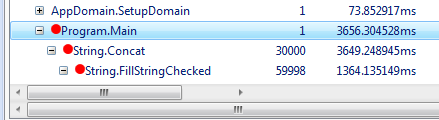 AppDomain.SetupDomain 1 73.852917ms
Program.Main 1 3656.304528ms
String.Concat 30000 3649.248945ms
String.FillStringChecked 59998 1364.135149ms